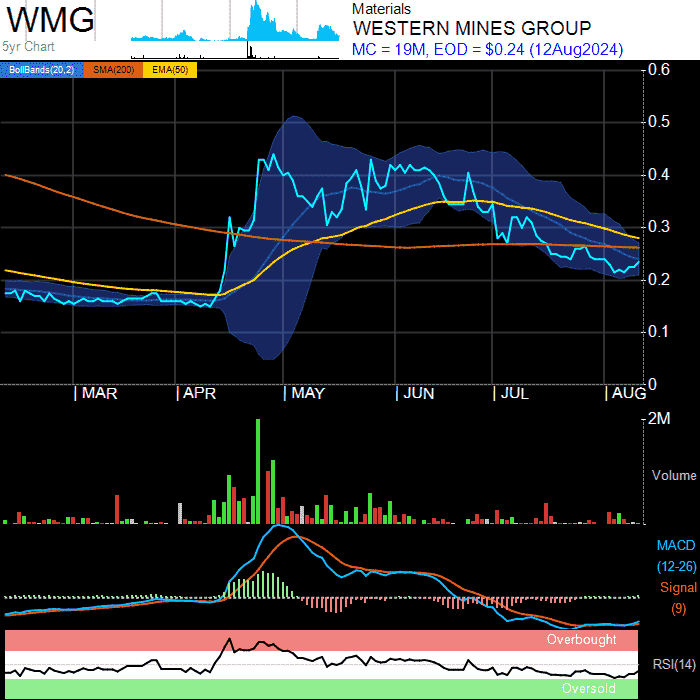 WMG
5yr Chart
Materials
WESTERN MINES GROUP
MC = 19M, EOD = $0.24 (12Aug2024)
BollBands(20,2) SMA(200) EMA(50)
0.6
0.5
0.4
0.3
0.2
0.1
0
MAR APR MAY JUN JUL AUG
2M
Volume
MACD
(12-26)
Signal
(9)
Overbought
RSI(14)
Oversold